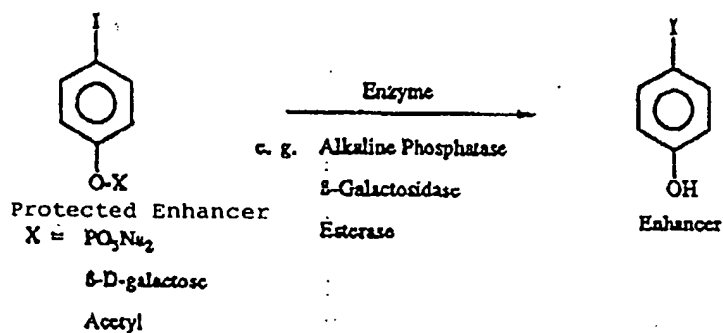 I
I
Enzyme
e. g. Alkaline Phosphatase
O-X
OH
ß-Galactosidase
Protected Enhancer
Enhancer
X = PO3Na2
Esterase
ß-D-galactose
Acetyl